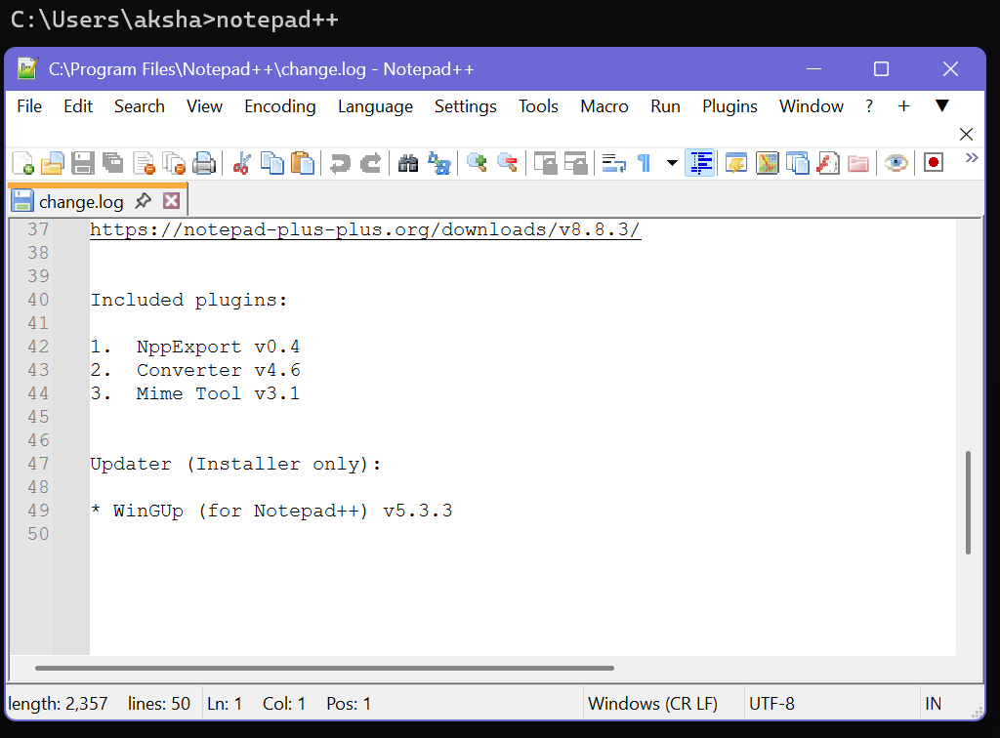 C:\Users\aksha>notepad++
C:\Program Files\Notepad++\change.log - Notepad++
File Edit Search View Encoding Language Settings Tools Macro Run Plugins Window ? + ▼
change.log
37 https://notepad-plus-plus.org/downloads/v8.8.3/
38
39
40 Included plugins:
41
42 1.  NppExport v0.4
43 2.  Converter v4.6
44 3.  Mime Tool v3.1
45
46
47 Updater (Installer only):
48
49 * WinGUp (for Notepad++) v5.3.3
50
length: 2,357 lines: 50 Ln: 1 Col: 1 Pos: 1 Windows (CR LF) UTF-8 IN